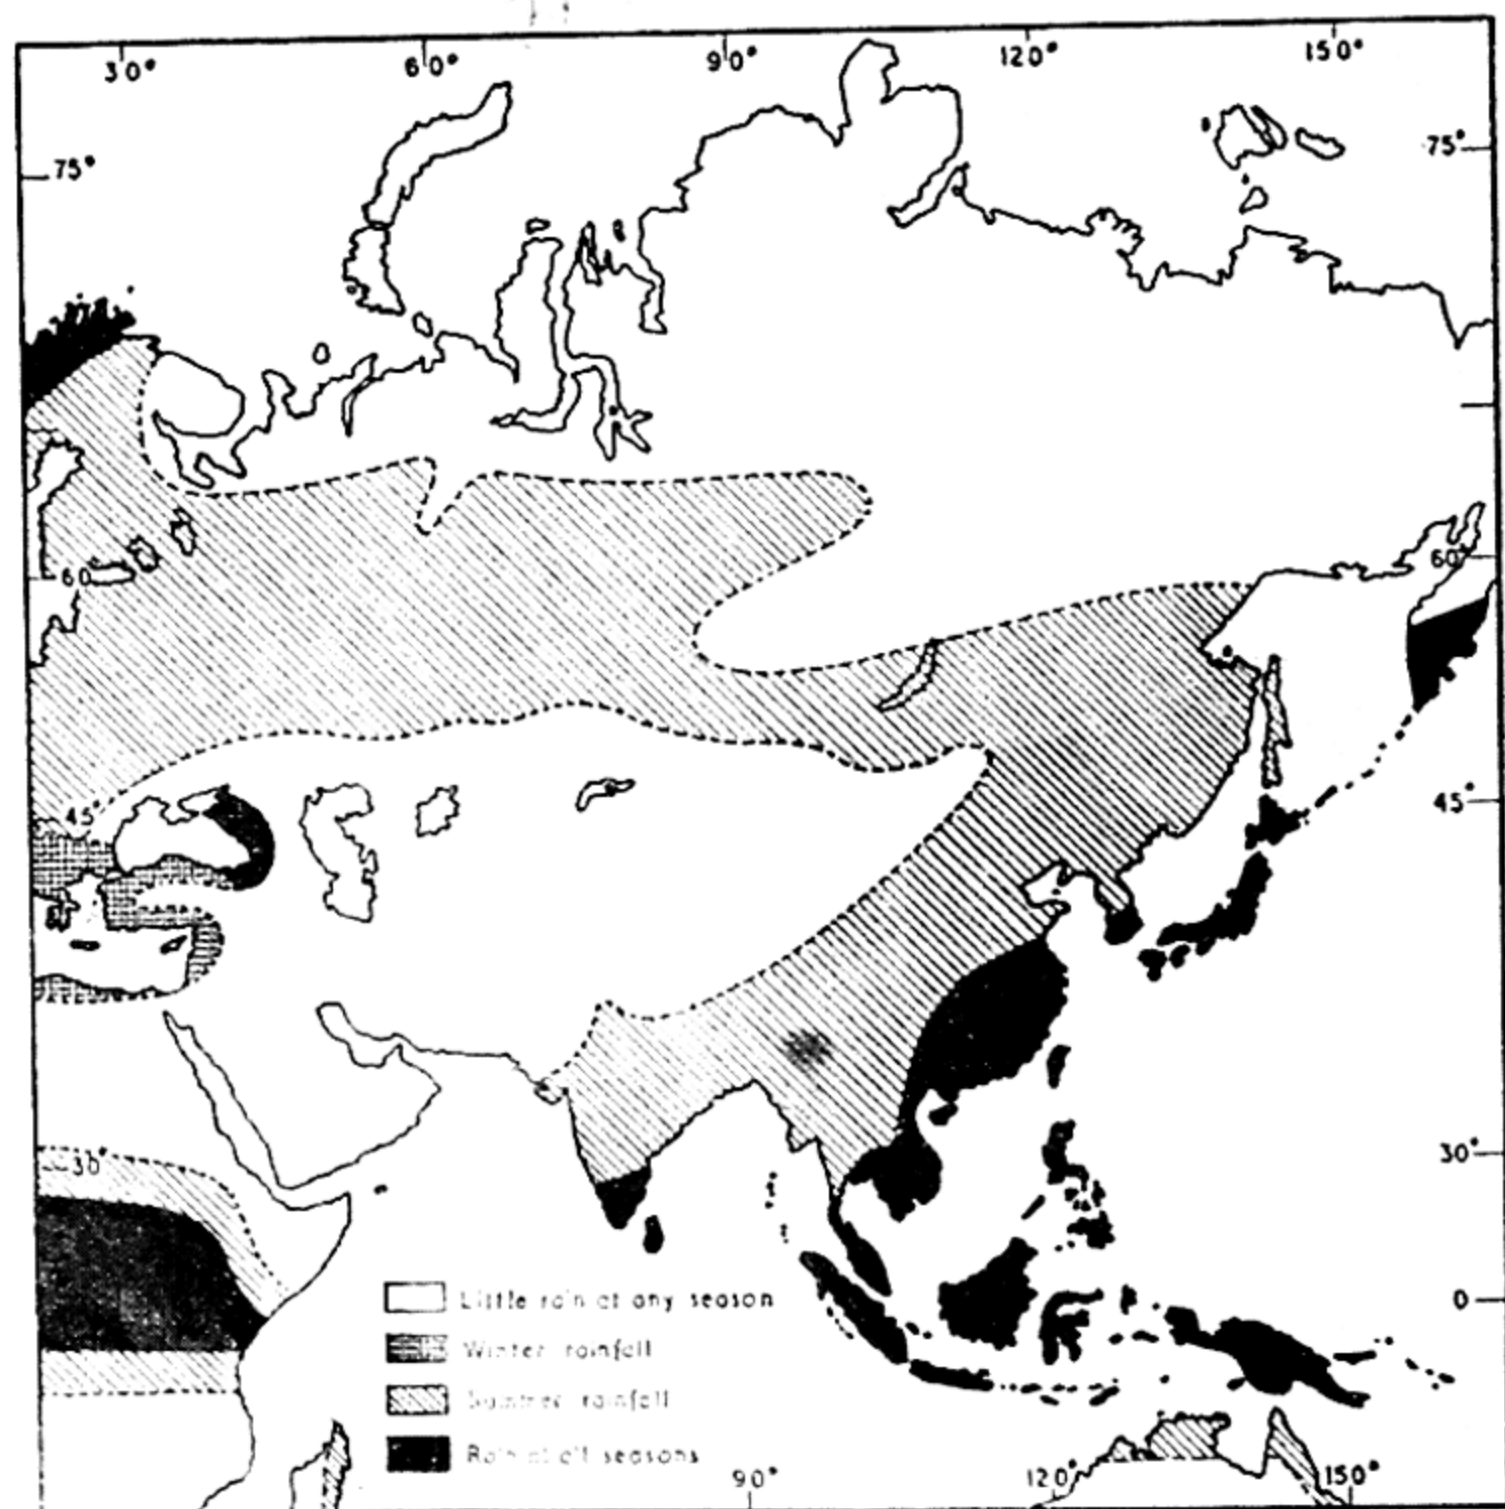 30° 60° 90° 120° 150°
75° 75°
60 60°
45° 45°
30° 30°
0
Little rain at any season
Winter rainfall
Summer rainfall
Rain at all seasons
90° 120° 150°